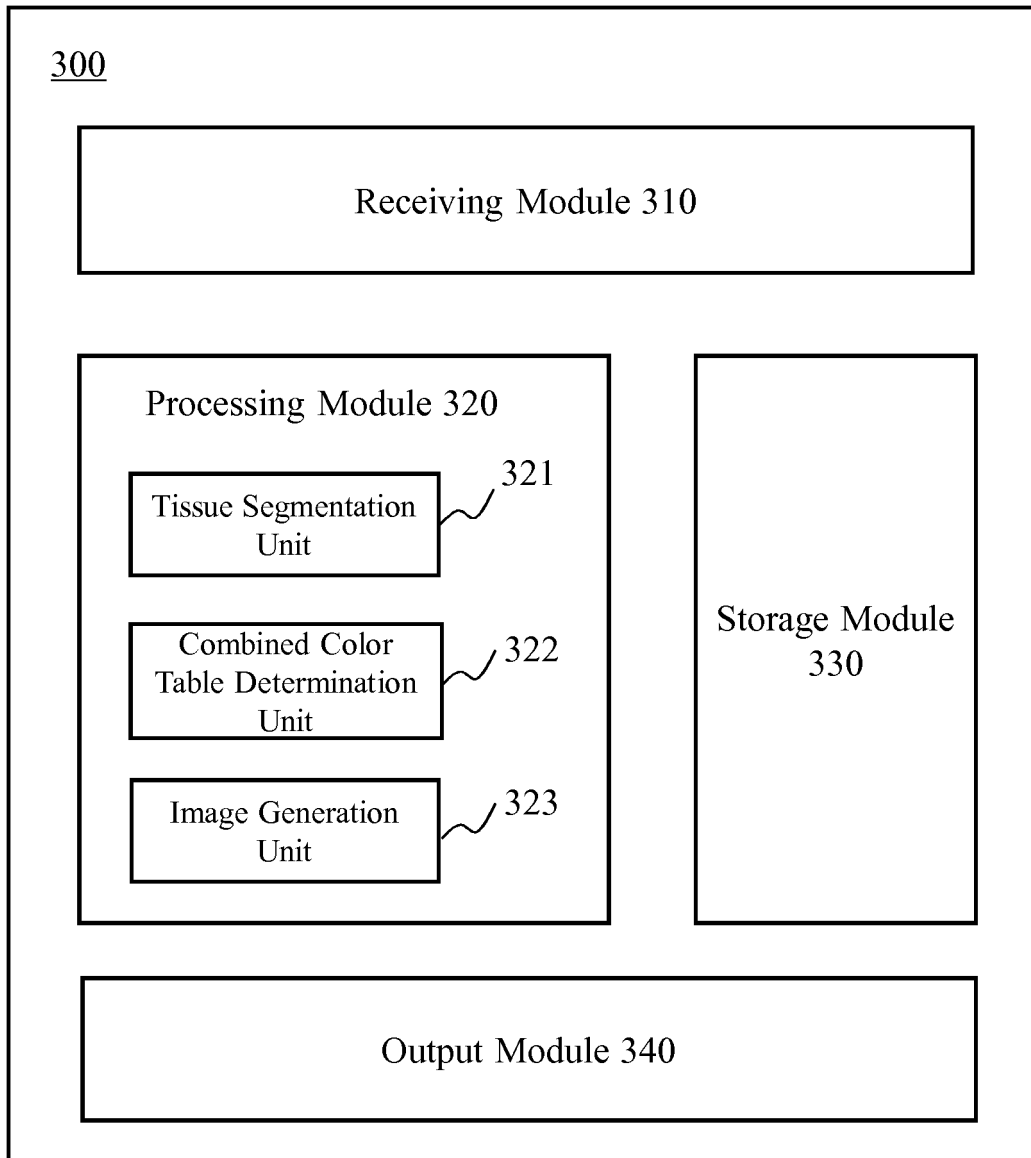 300
Receiving Module 310
Processing Module 320
321
Tissue Segmentation
Unit
Combined Color
Table Determination
Unit
322
Image Generation
Unit
323
Storage Module
330
Output Module 340